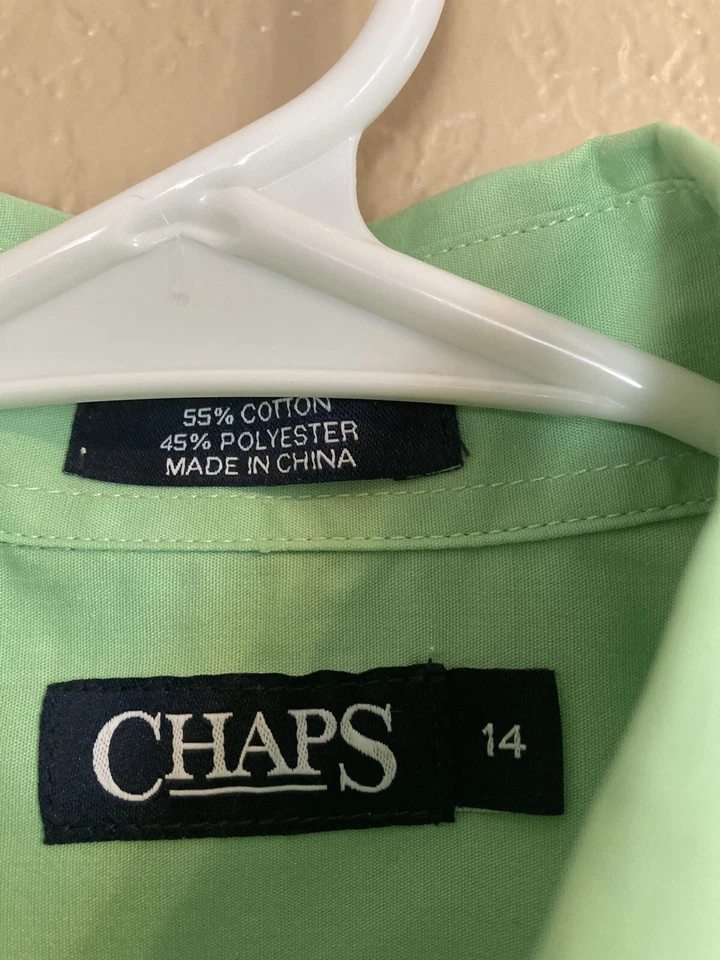 55% COTTON
45% POLYESTER
MADE IN CHINA
CHAPS
14